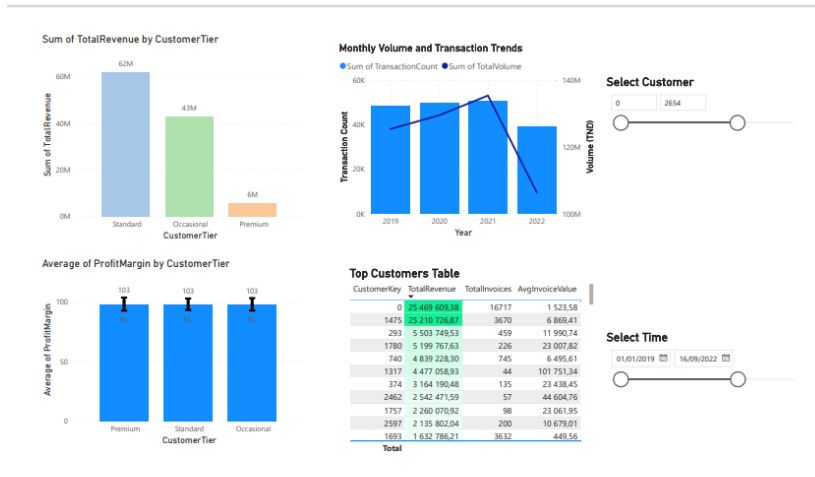 Sum of TotalRevenue by CustomerTier
62M
60M
43M
40M
20M
6M
0M
Sum of TotalRevenue
Standard
Occasional
Premium
CustomerTier
Monthly Volume and Transaction Trends
Sum of TransactionCount Sum of TotalVolume
60K
140M
40K
120M
20K
0K
100M
Transaction Count
Volume (TND)
2019
2020
2021
2022
Year
Select Customer
0
2654
Average of ProfitMargin by CustomerTier
103
103
103
100
50
0
Average of ProfitMargin
Premium
Standard
Occasional
CustomerTier
Top Customers Table
CustomerKey TotalRevenue TotalInvoices AvgInvoiceValue
0 25 469 609,38 16717 1 523,58
1475 25 210 726,87 3670 6 869,41
293 5 503 749,53 459 11 990,74
1780 5 199 767,63 226 23 007,82
740 4 839 228,30 745 6 495,61
1317 4 477 058,93 44 101 751,34
374 3 164 190,48 135 23 438,45
2462 2 542 471,59 57 44 604,76
1757 2 260 070,92 98 23 061,95
2597 2 135 802,04 200 10 679,01
1693 1 632 786,21 3632 449,56
Total
Select Time
01/01/2019
16/09/2022